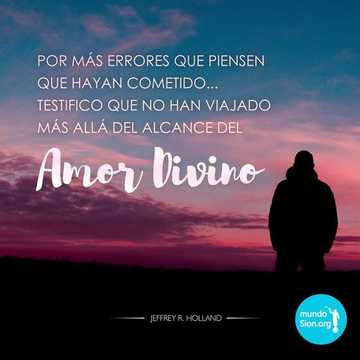 POR MÁS ERRORES QUE PIENSEN
QUE HAYAN COMETIDO...
TESTIFICO QUE NO HAN VIAJADO
MÁS ALLÁ DEL ALCANCE DEL
Amor Divino
JEFFREY R. HOLLAND
mundo
Sion.org